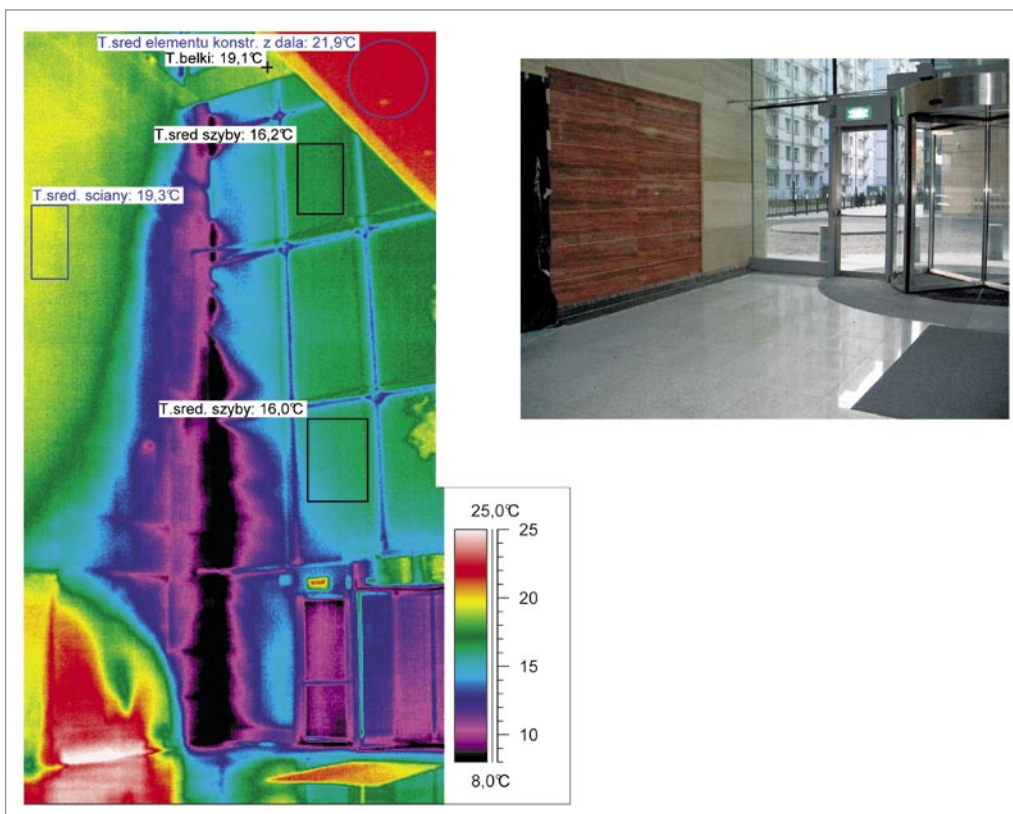 T.sred elementu konstr. z dala: 21,9°C
T.belki: 19,1°C
T.sred szyby: 16,2°C
T.sred. sciany: 19,3°C
T.sred. szyby: 16,0°C
25,0°C
25
20
15
10
8,0°C